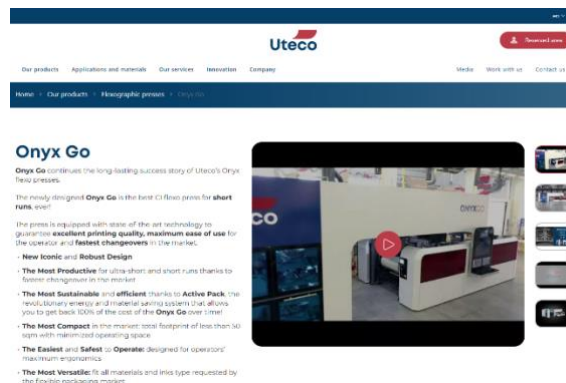 Uteco
Reserved area
Our products Applications and materials Our services Innovation Company Media Work with us Contact us
Home Our products Flexographic presses Onyx Go
Onyx Go
Onyx Go continues the long-lasting success story of Uteco's Onyx
flexo presses.
The newly designed Onyx Go is the best CI flexo press for short
runs, ever!
The press is equipped with state of the art technology to
guarantee excellent printing quality, maximum ease of use for
the operator and fastest changeovers in the market.
- New Iconic and Robust Design
- The Most Productive for ultra-short and short runs thanks to
fastest changeover in the market
- The Most Sustainable and efficient thanks to Active Pack, the
revolutionary energy and material saving system that allows
you to get back 100% of the cost of the Onyx Go over time!
- The Most Compact in the market: total footprint of less than 50
sqm with minimized operating space
- The Easiest and Safest to Operate: designed for operators'
maximum ergonomics
- The Most Versatile: fit all materials and inks type requested by
the flexible packaging market
CO
ONYXGO